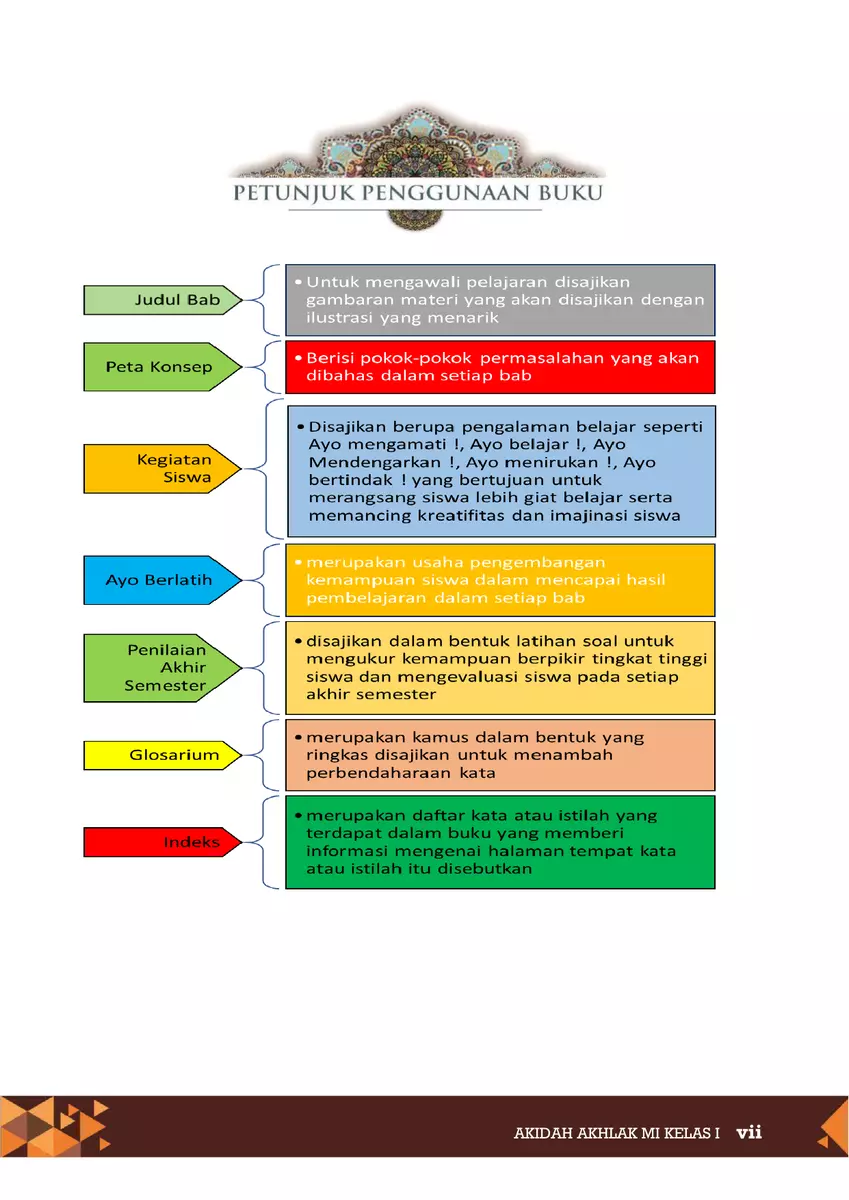 PETUNJUK PENGGUNAAN BUKU
Judul Bab
• Untuk mengawali pelajaran disajikan
gambaran materi yang akan disajikan dengan
ilustrasi yang menarik
Peta Konsep
• Berisi pokok-pokok permasalahan yang akan
dibahas dalam setiap bab
Kegiatan
Siswa
• Disajikan berupa pengalaman belajar seperti
Ayo mengamati !, Ayo belajar !, Ayo
Mendengarkan !, Ayo menirukan !, Ayo
bertindak ! yang bertujuan untuk
merangsang siswa lebih giat belajar serta
memancing kreatifitas dan imajinasi siswa
Ayo Berlatih
• merupakan usaha pengembangan
kemampuan siswa dalam mencapai hasil
pembelajaran dalam setiap bab
Penilaian
Akhir
Semester
• disajikan dalam bentuk latihan soal untuk
mengukur kemampuan berpikir tingkat tinggi
siswa dan mengevaluasi siswa pada setiap
akhir semester
Glosarium
• merupakan kamus dalam bentuk yang
ringkas disajikan untuk menambah
perbendaharaan kata
Indeks
• merupakan daftar kata atau istilah yang
terdapat dalam buku yang memberi
informasi mengenai halaman tempat kata
atau istilah itu disebutkan
AKIDAH AKHLAK MI KELAS I vii